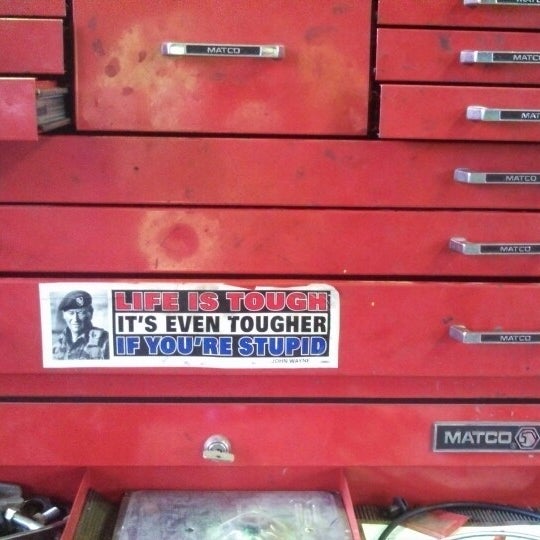 MATCO
MATCO
MATCO
MATCO
MATCO
LIFE IS TOUGH
IT'S EVEN TOUGHER
IF YOU'RE STUPID
JOHN WAYNE
MATCO
MATCO